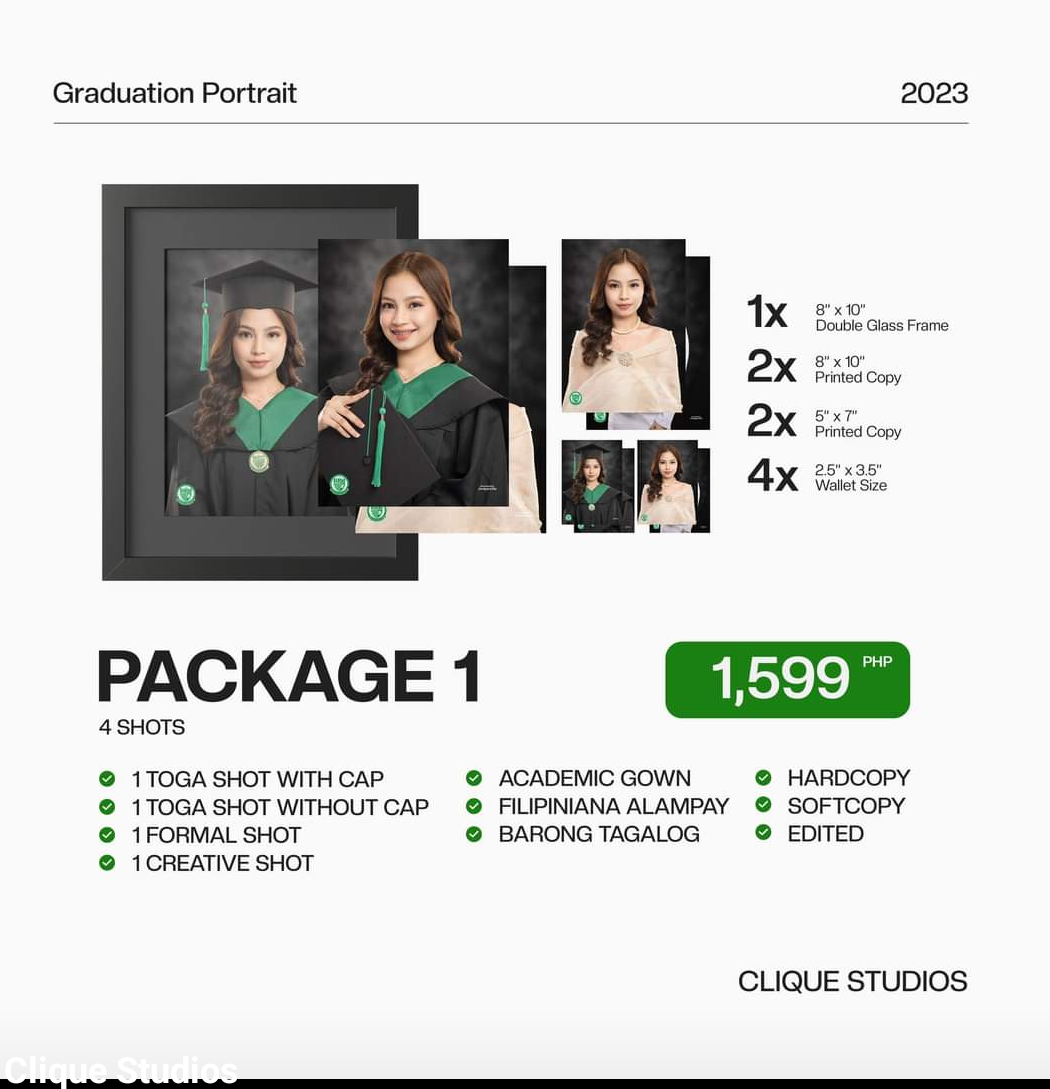 Graduation Portrait
2023
1x
8" x 10"
Double Glass Frame
2x
8" x 10"
Printed Copy
2x
5" x 7"
Printed Copy
4x
2.5" x 3.5"
Wallet Size
PACKAGE 1
4 SHOTS
1,599 PHP
1 TOGA SHOT WITH CAP
1 TOGA SHOT WITHOUT CAP
1 FORMAL SHOT
1 CREATIVE SHOT
ACADEMIC GOWN
FILIPINIANA ALAMPAY
BARONG TAGALOG
HARDCOPY
SOFTCOPY
EDITED
CLIQUE STUDIOS
Clique Studios